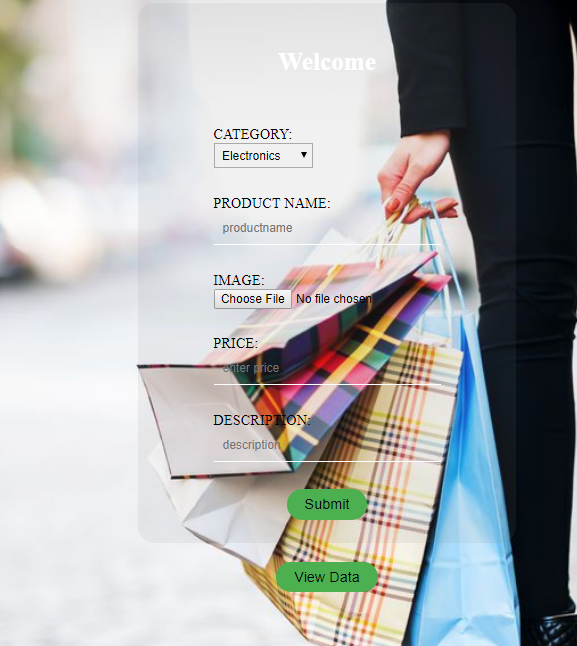 Welcome
CATEGORY:
Electronics
PRODUCT NAME:
productname
IMAGE:
Choose File No file chosen
PRICE:
enter price
DESCRIPTION:
description
Submit
View Data